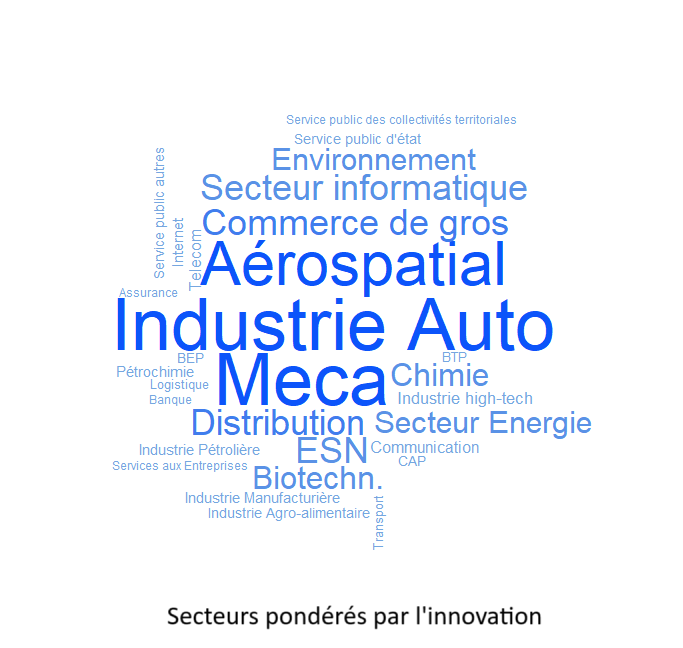 Service public des collectivités territoriales
Service public d'état
Environnement
Service public autres
Secteur informatique
Commerce de gros
Internet
Telecom
Aérospatial
Assurance
Industrie Auto
BEP
BTP
Meca
Pétrochimie
Chimie
Logistique
Banque
Industrie high-tech
Distribution
Secteur Energie
Industrie Pétrolière
ESN
Communication
Services aux Entreprises
CAP
Biotechn.
Industrie Manufacturière
Industrie Agro-alimentaire
Transport
Secteurs pondérés par l'innovation